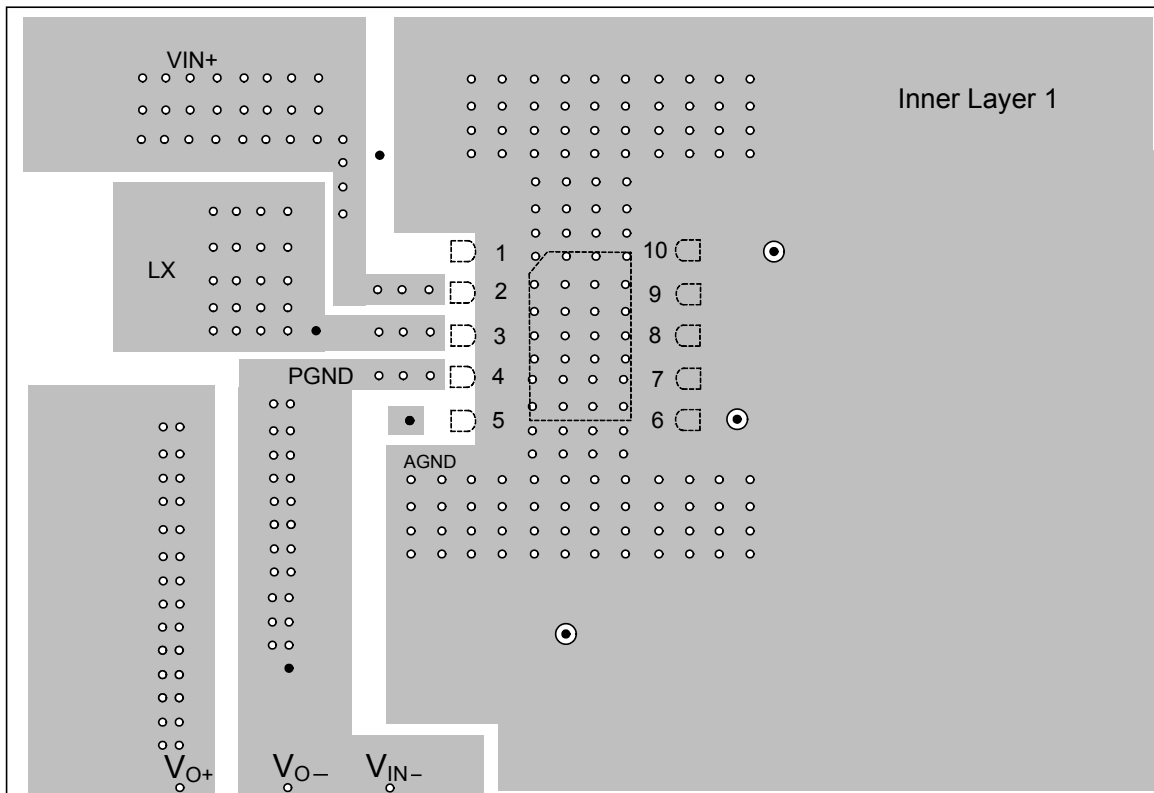 VIN+
Inner Layer 1
LX
1 10
2 9
3 8
PGND 4 7
5 6
AGND
VO+ VO− VIN−